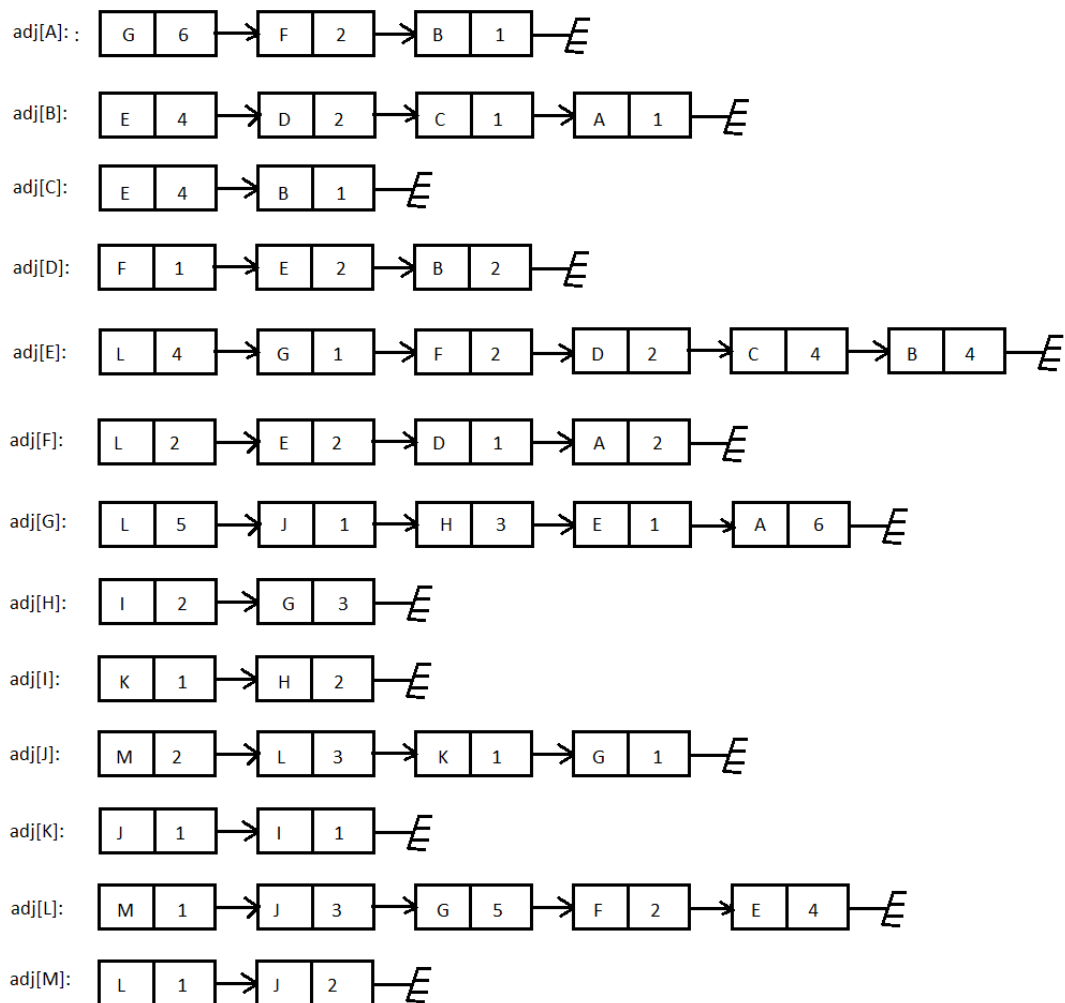 adj[A]: : G 6 F 2 B 1
adj[B]: E 4 D 2 C 1 A 1
adj[C]: E 4 B 1
adj[D]: F 1 E 2 B 2
adj[E]: L 4 G 1 F 2 D 2 C 4 B 4
adj[F]: L 2 E 2 D 1 A 2
adj[G]: L 5 J 1 H 3 E 1 A 6
adj[H]: I 2 G 3
adj[I]: K 1 H 2
adj[J]: M 2 L 3 K 1 G 1
adj[K]: J 1 I 1
adj[L]: M 1 J 3 G 5 F 2 E 4
adj[M]: L 1 J 2